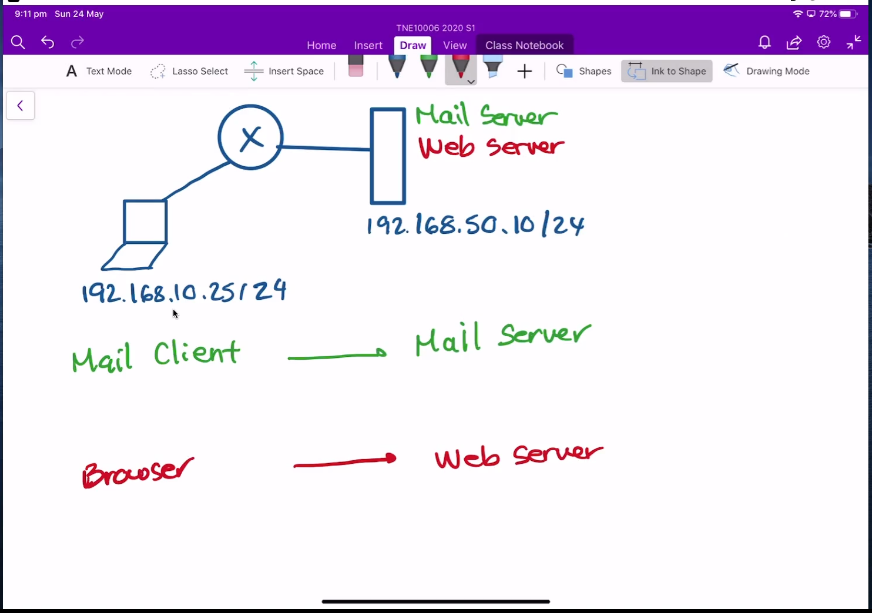 9:11 pm Sun 24 May
72%
TNE10006 2020 S1
Home Insert Draw View Class Notebook
A Text Mode Lasso Select Insert Space Shapes Ink to Shape Drawing Mode
Mail Server
X
Web Server
192.168.50.10/24
192.168.10.25/24
Mail Client → Mail Server
Browser → Web Server